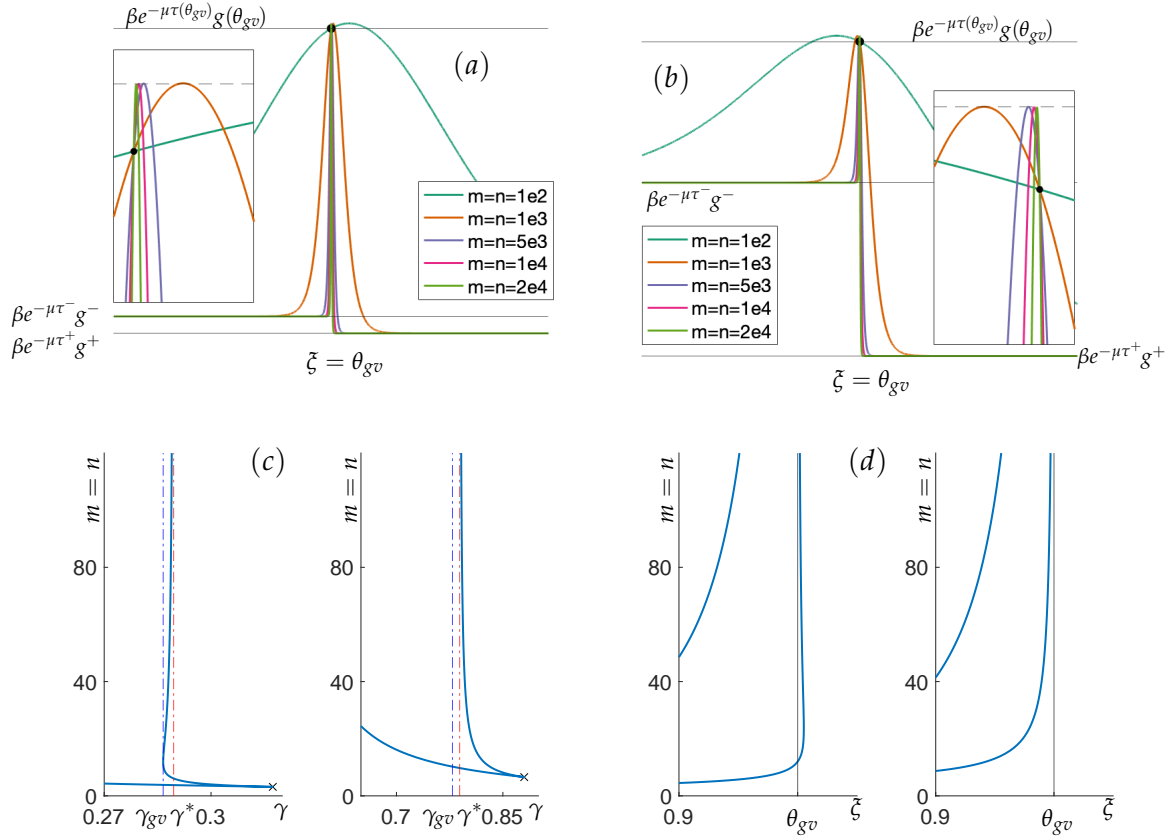 βe^{−μτ(θ_{gv})}g(θ_{gv})
(a)
m=n=1e2
m=n=1e3
m=n=5e3
m=n=1e4
m=n=2e4
βe^{−μτ^−}g^−
βe^{−μτ^+}g^+
ξ = θ_{gv}
βe^{−μτ(θ_{gv})}g(θ_{gv})
(b)
βe^{−μτ^−}g^−
m=n=1e2
m=n=1e3
m=n=5e3
m=n=1e4
m=n=2e4
βe^{−μτ^+}g^+
ξ = θ_{gv}
(c)
m = n
80
40
0
0.27 γ_{gv} γ* 0.3 γ
m = n
80
40
0
0.7 γ_{gv} γ* 0.85 γ
(d)
m = n
80
40
0
0.9 θ_{gv} ξ
m = n
80
40
0
0.9 θ_{gv} ξ